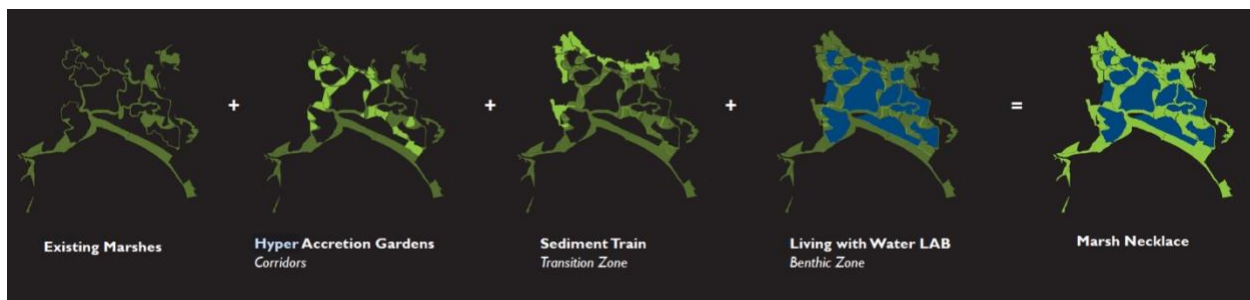 +
+
+
=
Existing Marshes
Hyper Accretion Gardens
Corridors
Sediment Train
Transition Zone
Living with Water LAB
Benthic Zone
Marsh Necklace